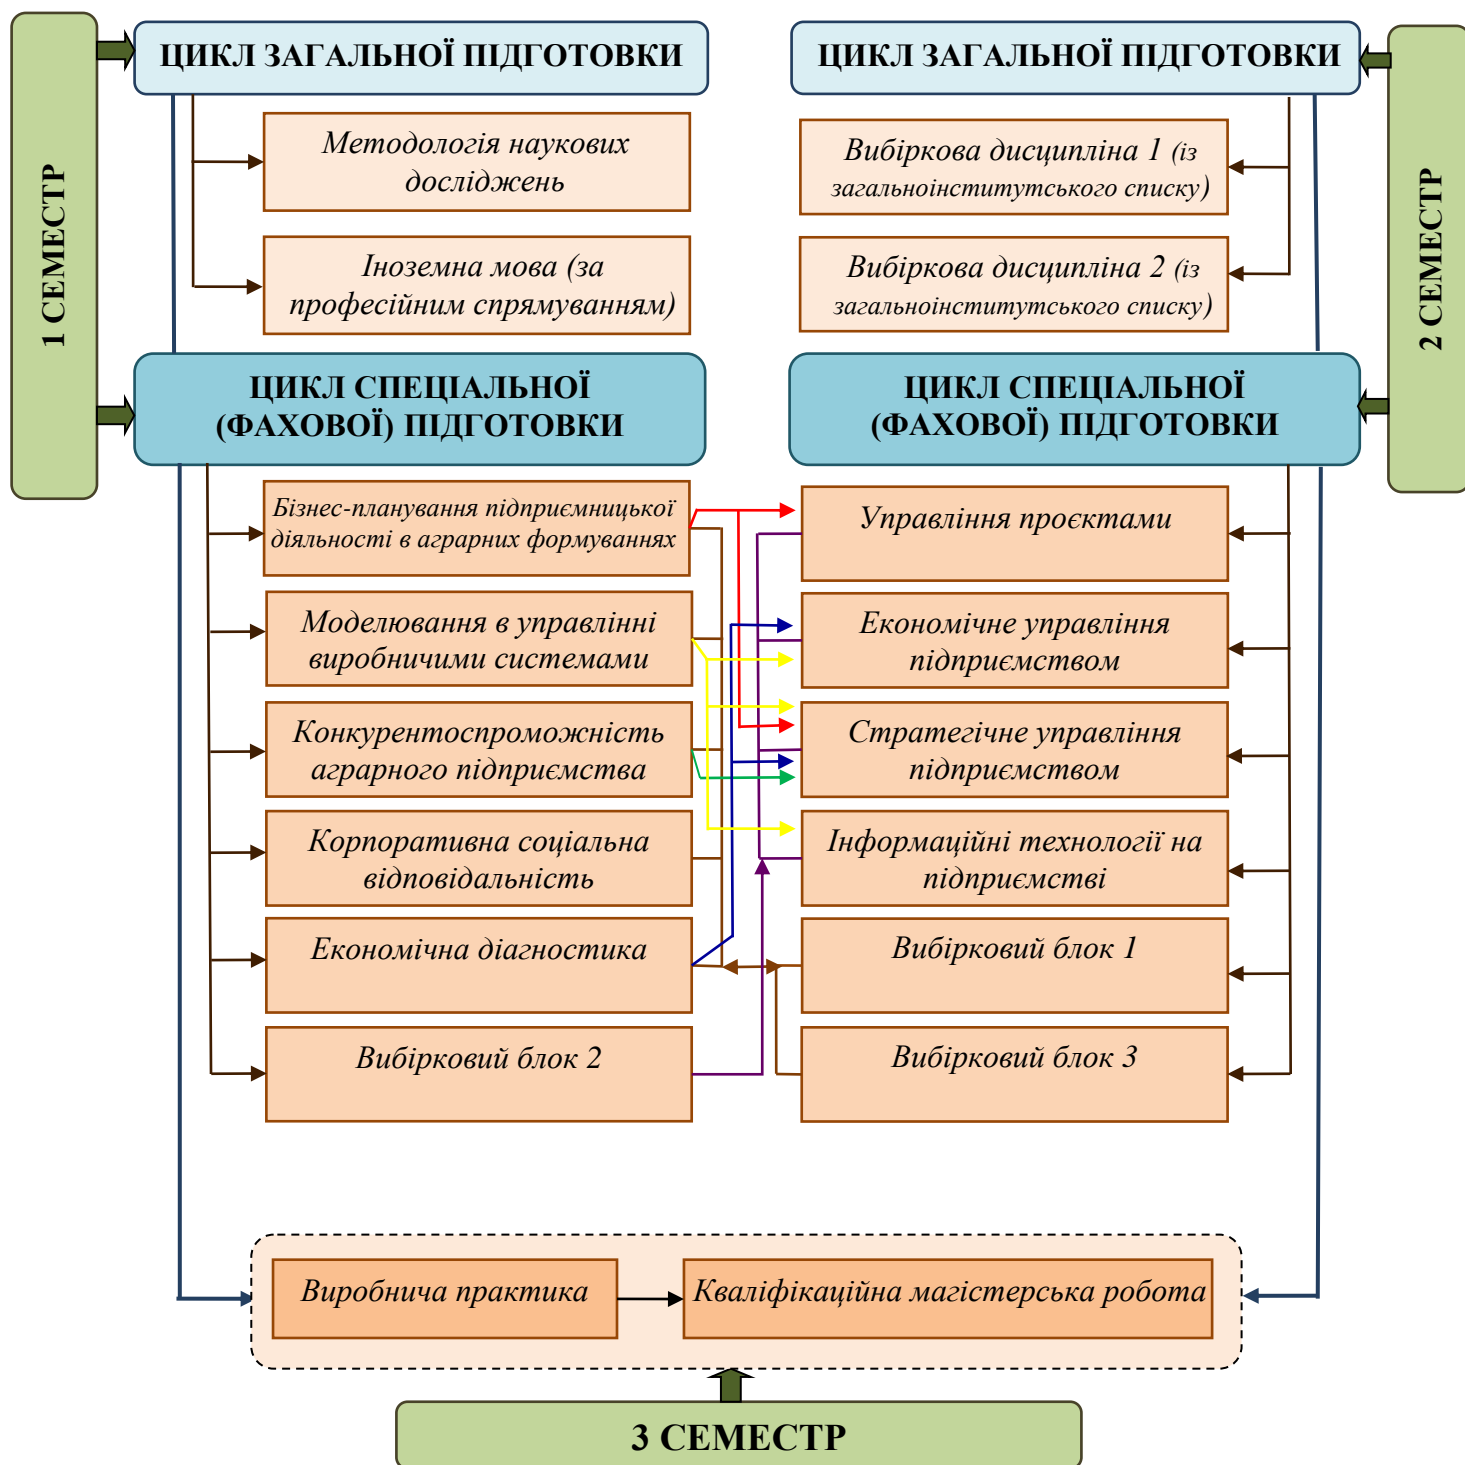 1 СЕМЕСТР
ЦИКЛ ЗАГАЛЬНОЇ ПІДГОТОВКИ
Методологія наукових
досліджень
Іноземна мова (за
професійним спрямуванням)
ЦИКЛ СПЕЦІАЛЬНОЇ
(ФАХОВОЇ) ПІДГОТОВКИ
Бізнес-планування підприємницької
діяльності в аграрних формуваннях
Моделювання в управлінні
виробничими системами
Конкурентоспроможність
аграрного підприємства
Корпоративна соціальна
відповідальність
Економічна діагностика
Вибірковий блок 2
ЦИКЛ ЗАГАЛЬНОЇ ПІДГОТОВКИ
Вибіркова дисципліна 1 (із
загальноінститутського списку)
Вибіркова дисципліна 2 (із
загальноінститутського списку)
ЦИКЛ СПЕЦІАЛЬНОЇ
(ФАХОВОЇ) ПІДГОТОВКИ
Управління проєктами
Економічне управління
підприємством
Стратегічне управління
підприємством
Інформаційні технології на
підприємстві
Вибірковий блок 1
Вибірковий блок 3
2 СЕМЕСТР
Виробнича практика
Кваліфікаційна магістерська робота
3 СЕМЕСТР